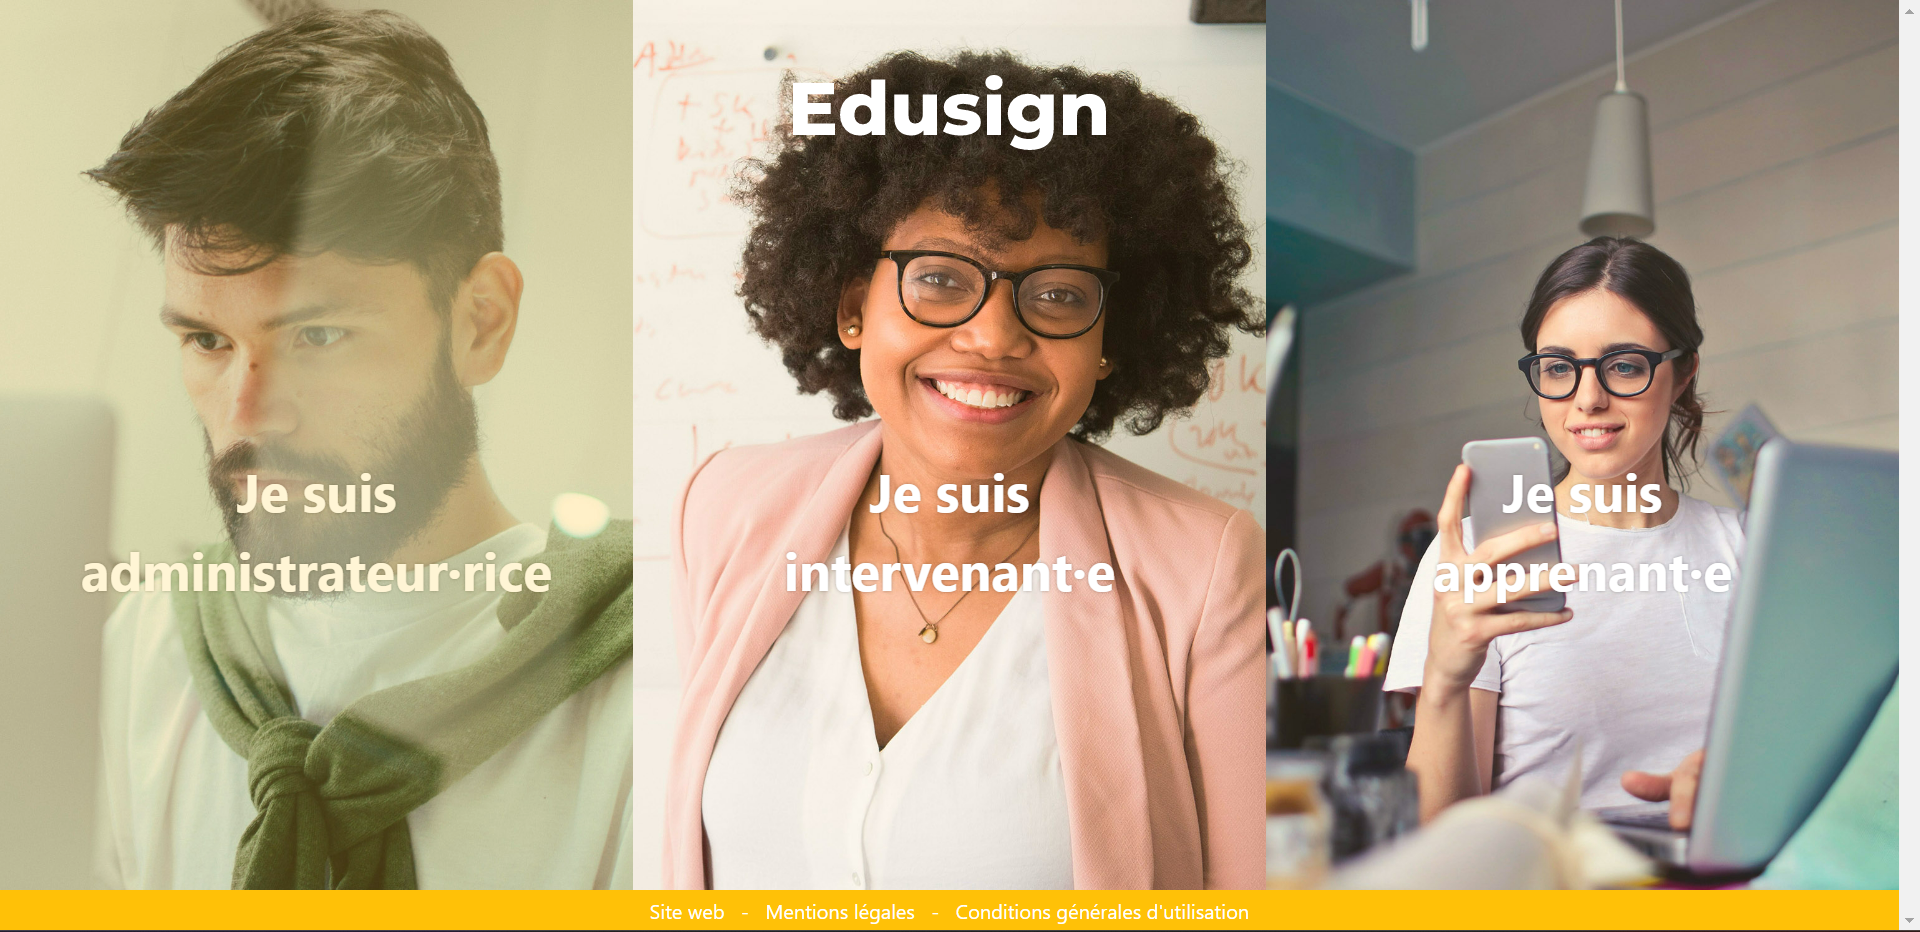 Edusign
Je suis
administrateur·rice
Je suis
intervenant·e
Je suis
apprenant·e
Site web - Mentions légales - Conditions générales d'utilisation